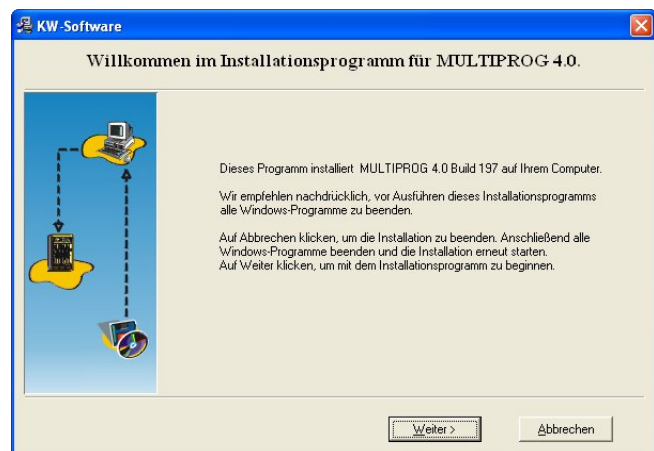 KW-Software
Willkommen im Installationsprogramm für MULTIPROG 4.0.
Dieses Programm installiert MULTIPROG 4.0 Build 197 auf Ihrem Computer.
Wir empfehlen nachdrücklich, vor Ausführen dieses Installationsprogramms
alle Windows-Programme zu beenden.
Auf Abbrechen klicken, um die Installation zu beenden. Anschließend alle
Windows-Programme beenden und die Installation erneut starten.
Auf Weiter klicken, um mit dem Installationsprogramm zu beginnen.
Weiter >
Abbrechen